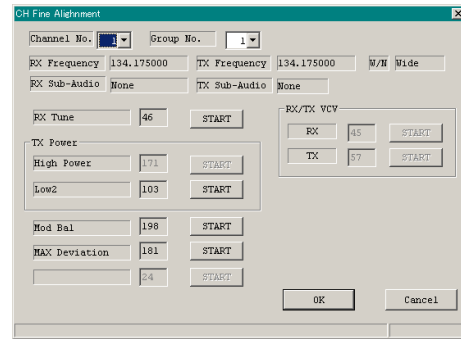 CH Fine Alighnment
Channel No. 1 Group No. 1
RX Frequency 134.175000 TX Frequency 134.175000 W/N Wide
RX Sub-Audio None TX Sub-Audio None
RX/TX VCV
RX Tune 46 START
RX 45 START
TX 57 START
TX Power
High Power 171 START
Low2 103 START
Mod Bal 198 START
MAX Deviation 181 START
24 START
OK Cancel